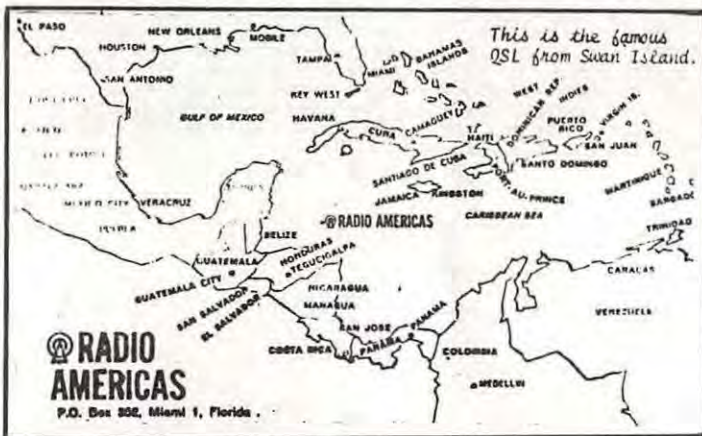 EL PASO
NEW ORLEANS
HOUSTON
MOBILE
SAN ANTONIO
TAMPA
MIAMI
BAHAMAS
ISLANDS
This is the famous
QSL from Swan Island.
KEY WEST
GULF OF MEXICO
HAVANA
CUBA
CAMAGUEY
WEST
INDIES
HAITI
DOMINICAN REP.
PUERTO
RICO
VIRGIN IS.
SAN JUAN
SANTIAGO DE CUBA
SANTO DOMINGO
PORT-AU-PRINCE
JAMAICA
KINGSTON
MARTINIQUE
MEXICO CITY
VERACRUZ
RADIO AMERICAS
CARIBBEAN SEA
TRINIDAD
BELIZE
HONDURAS
TEGUCIGALPA
GUATEMALA
GUATEMALA CITY
SAN SALVADOR
EL SALVADOR
NICARAGUA
MANAGUA
CARACAS
VENEZUELA
SAN JOSE
COSTA RICA
PANAMA
PANAMA
COLOMBIA
MEDELLIN
RADIO
AMERICAS
P.O. Box 352, Miami 1, Florida .